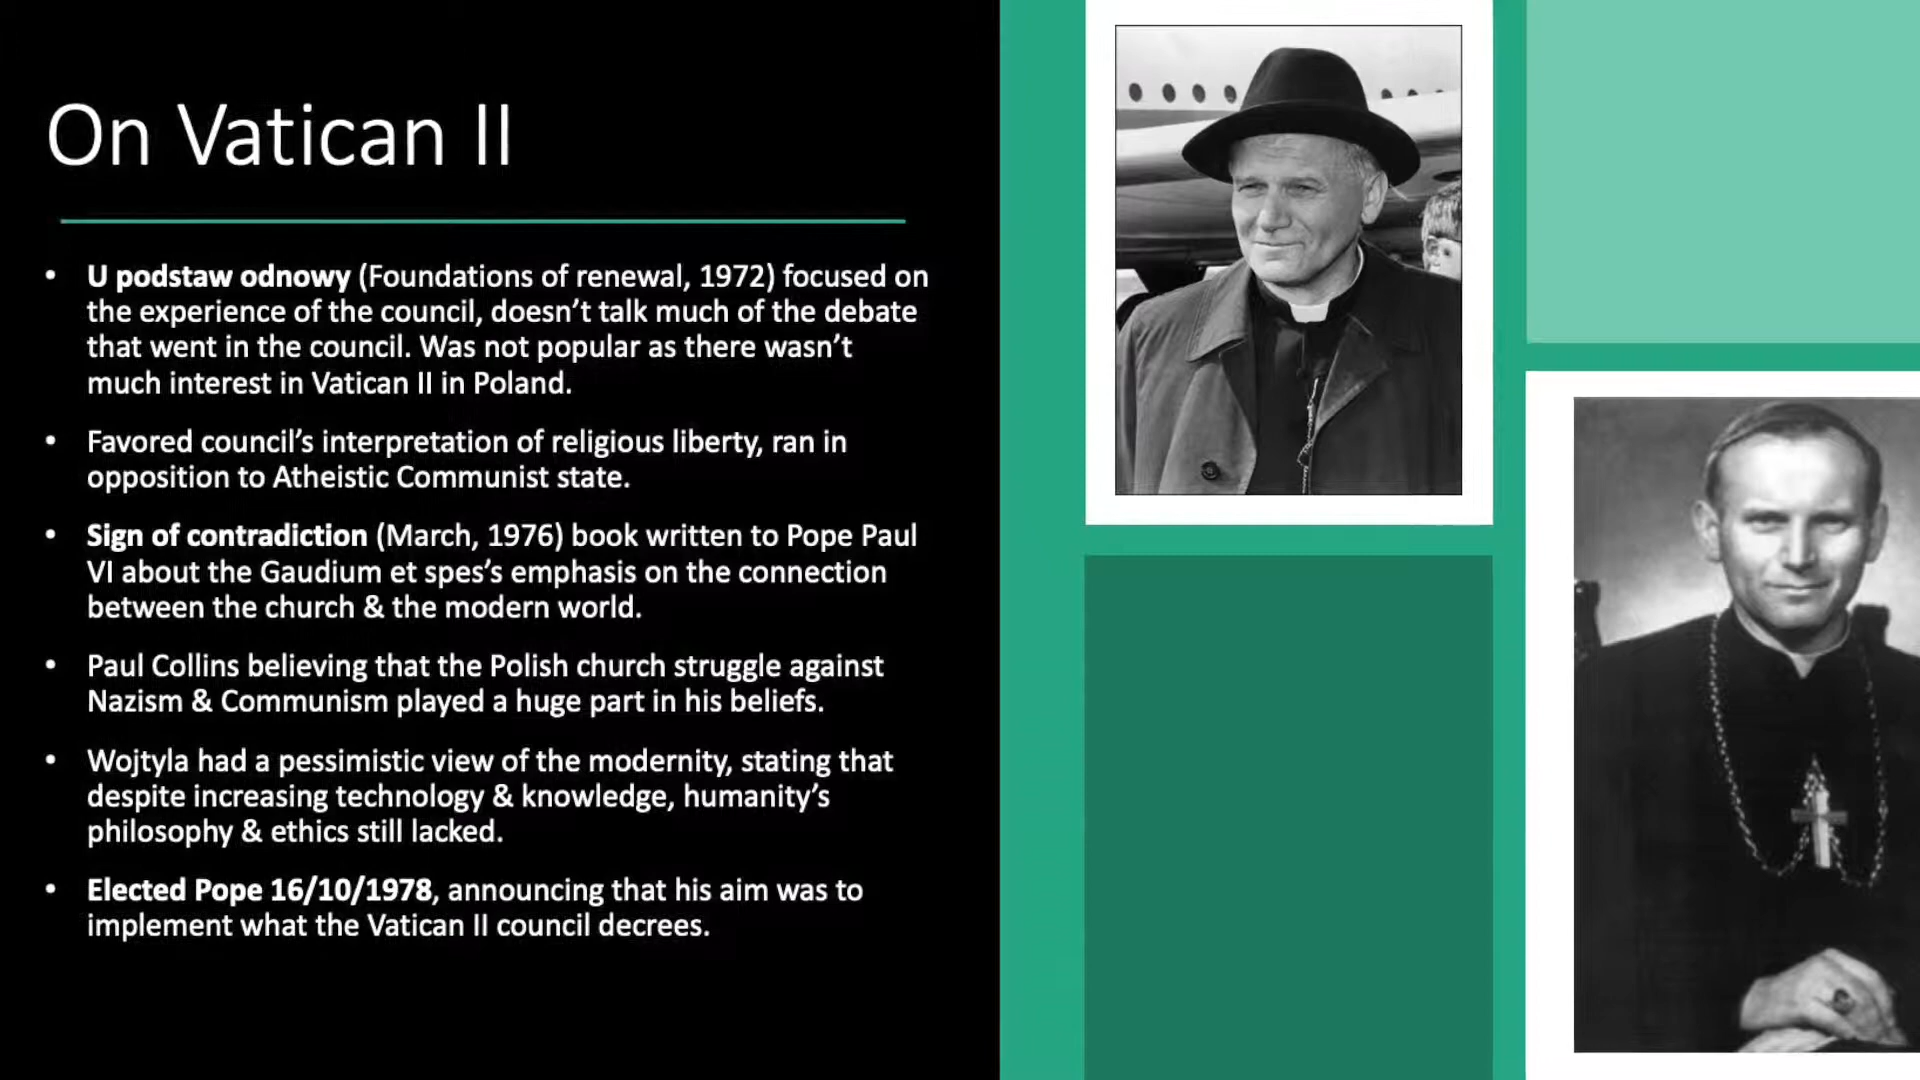 On Vatican II
• U podstaw odnowy (Foundations of renewal, 1972) focused on
the experience of the council, doesn’t talk much of the debate
that went in the council. Was not popular as there wasn’t
much interest in Vatican II in Poland.
• Favored council’s interpretation of religious liberty, ran in
opposition to Atheistic Communist state.
• Sign of contradiction (March, 1976) book written to Pope Paul
VI about the Gaudium et spes’s emphasis on the connection
between the church & the modern world.
• Paul Collins believing that the Polish church struggle against
Nazism & Communism played a huge part in his beliefs.
• Wojtyla had a pessimistic view of the modernity, stating that
despite increasing technology & knowledge, humanity’s
philosophy & ethics still lacked.
• Elected Pope 16/10/1978, announcing that his aim was to
implement what the Vatican II council decrees.